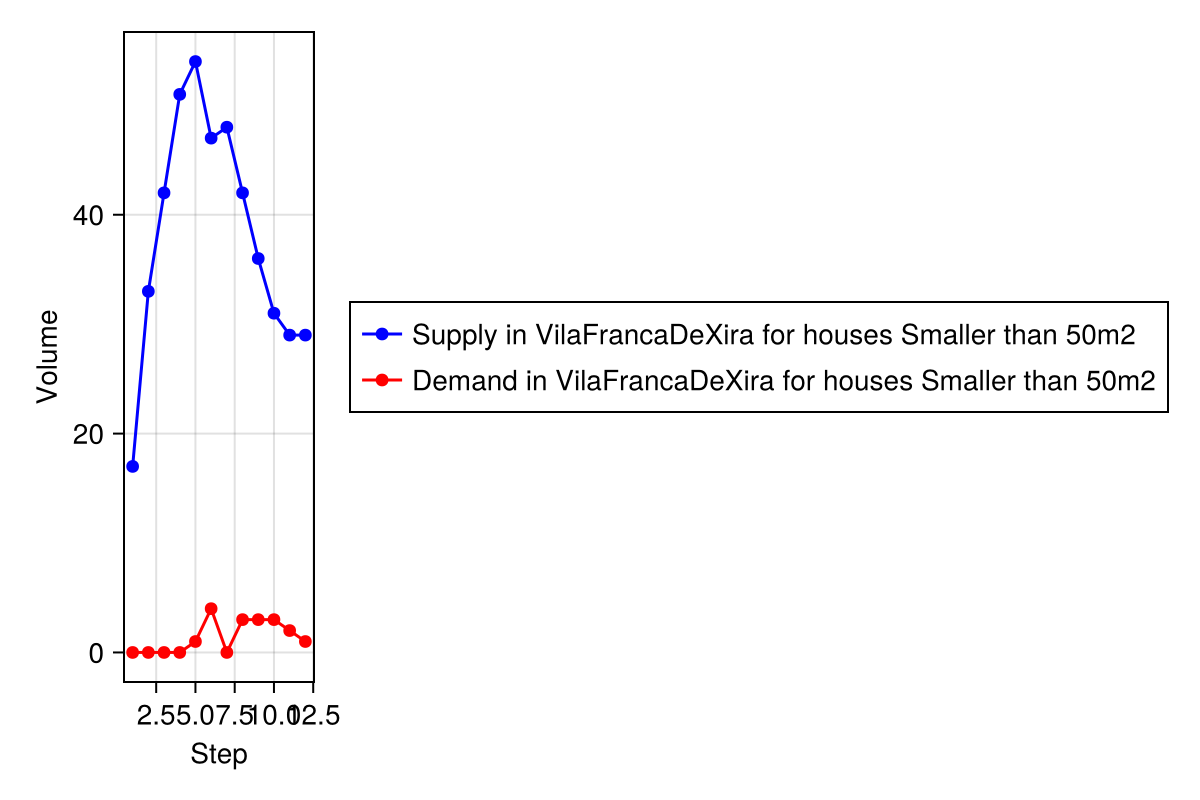 40
20
0
Volume
2.5 5.0 7.5 10.0 12.5
Step
Supply in VilaFrancaDeXira for houses Smaller than 50m2
Demand in VilaFrancaDeXira for houses Smaller than 50m2